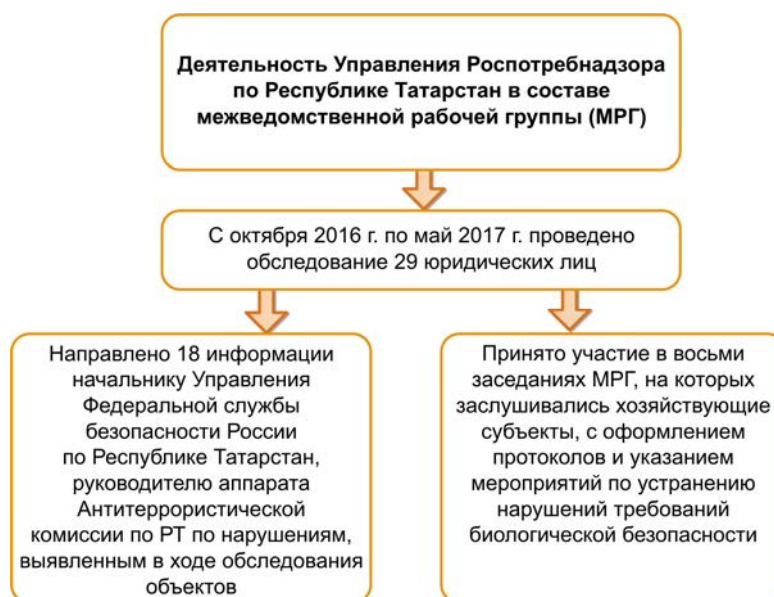 Деятельность Управления Роспотребнадзора
по Республике Татарстан в составе
межведомственной рабочей группы (МРГ)
С октября 2016 г. по май 2017 г. проведено
обследование 29 юридических лиц
Направлено 18 информации
начальнику Управления
Федеральной службы
безопасности России
по Республике Татарстан,
руководителю аппарата
Антитеррористической
комиссии по РТ по нарушениям,
выявленным в ходе обследования
объектов
Принято участие в восьми
заседаниях МРГ, на которых
заслушивались хозяйствующие
субъекты, с оформлением
протоколов и указанием
мероприятий по устранению
нарушений требований
биологической безопасности